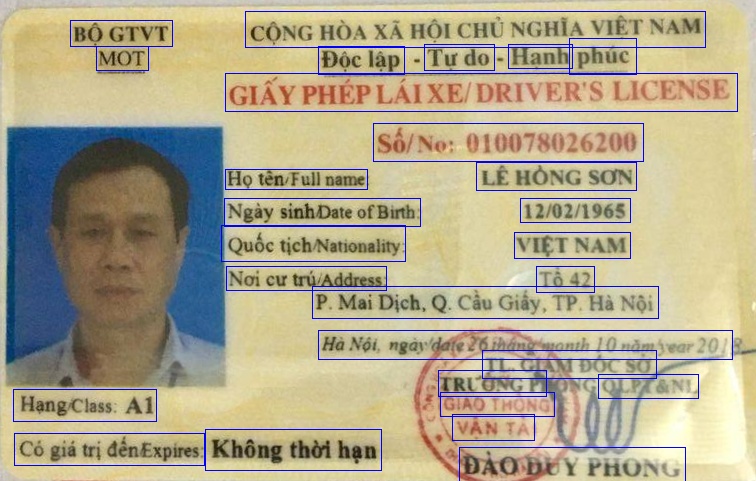 BỘ GTVT
MOT
CỘNG HÒA XÃ HỘI CHỦ NGHĨA VIỆT NAM
Độc lập - Tự do - Hạnh phúc
GIẤY PHÉP LÁI XE/ DRIVER'S LICENSE
Số/No: 010078026200
Họ tên/Full name LÊ HỒNG SƠN
Ngày sinh/Date of Birth: 12/02/1965
Quốc tịch/Nationality: VIỆT NAM
Nơi cư trú/Address: Tổ 42
P. Mai Dịch, Q. Cầu Giấy, TP. Hà Nội
Hà Nội, ngày/date 26 tháng/month 10 năm/year 2018
TL. GIÁM ĐỐC SỞ
TRƯỞNG PHÒNG QLPT&NL
GIAO THÔNG
VẬN TẢI
Hạng/Class: A1
Có giá trị đến/Expires: Không thời hạn
ĐÀO DUY PHONG